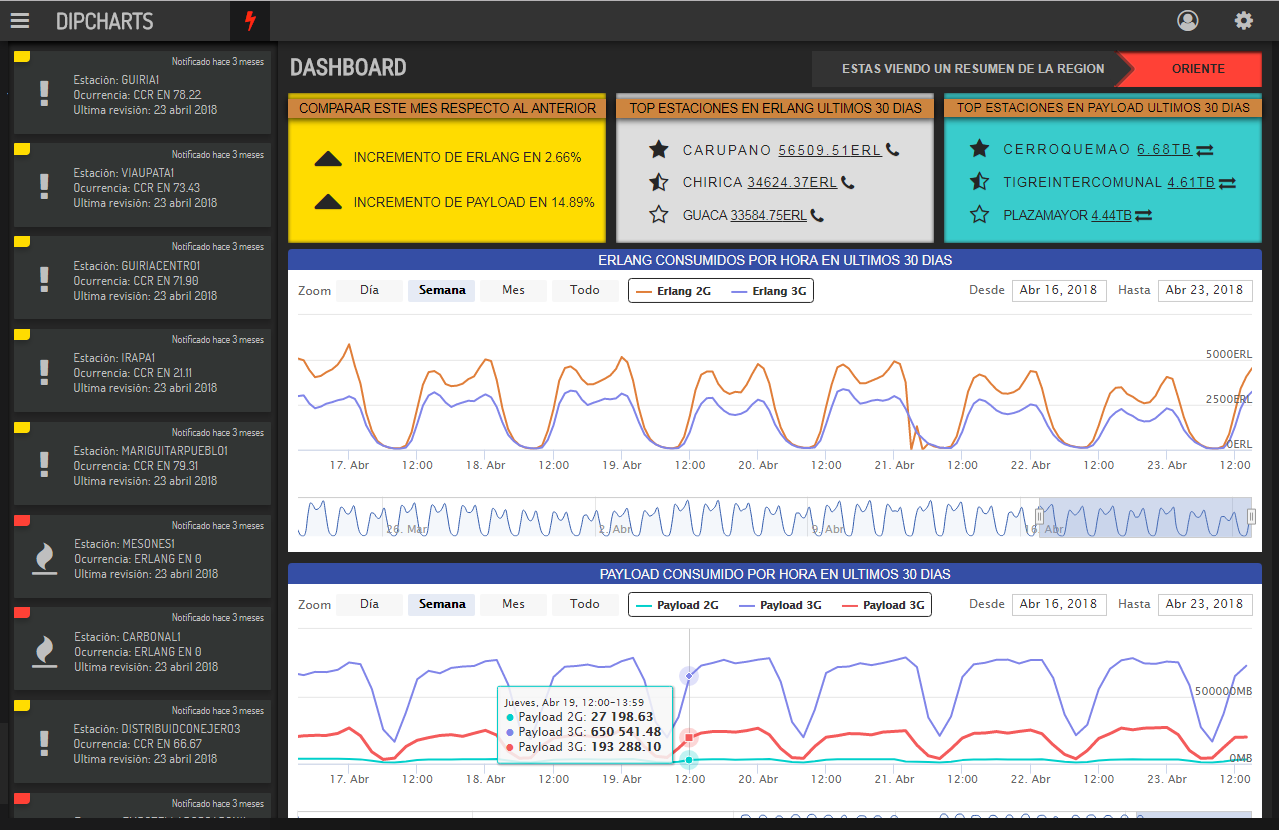 DIPCHARTS
Notificado hace 3 meses
Estación: GUIRIA1
Ocurrencia: CCR EN 78.22
Ultima revisión: 23 abril 2018
Notificado hace 3 meses
Estación: VIAUPATA1
Ocurrencia: CCR EN 73.43
Ultima revisión: 23 abril 2018
Notificado hace 3 meses
Estación: GUIRIACENTRO1
Ocurrencia: CCR EN 71.90
Ultima revisión: 23 abril 2018
Notificado hace 3 meses
Estación: IRAPA1
Ocurrencia: CCR EN 21.11
Ultima revisión: 23 abril 2018
Notificado hace 3 meses
Estación: MARIGUITARPUEBLO1
Ocurrencia: CCR EN 79.31
Ultima revisión: 23 abril 2018
Notificado hace 3 meses
Estación: MESONES1
Ocurrencia: ERLANG EN 0
Ultima revisión: 23 abril 2018
Notificado hace 3 meses
Estación: CARBONAL1
Ocurrencia: ERLANG EN 0
Ultima revisión: 23 abril 2018
Notificado hace 3 meses
Estación: DISTRIBUIDCONEJERO3
Ocurrencia: CCR EN 66.67
Ultima revisión: 23 abril 2018
Notificado hace 3 meses
DASHBOARD
ESTAS VIENDO UN RESUMEN DE LA REGION
ORIENTE
COMPARAR ESTE MES RESPECTO AL ANTERIOR
INCREMENTO DE ERLANG EN 2.66%
INCREMENTO DE PAYLOAD EN 14.89%
TOP ESTACIONES EN ERLANG ULTIMOS 30 DIAS
CARUPANO 56509.51ERL
CHIRICA 34624.37ERL
GUACA 33584.75ERL
TOP ESTACIONES EN PAYLOAD ULTIMOS 30 DIAS
CERROQUEMAO 6.68TB
TIGREINTERCOMUNAL 4.61TB
PLAZAMAYOR 4.44TB
ERLANG CONSUMIDOS POR HORA EN ULTIMOS 30 DIAS
Zoom Día Semana Mes Todo
Erlang 2G Erlang 3G
Desde Abr 16, 2018 Hasta Abr 23, 2018
5000ERL
2500ERL
0ERL
17. Abr 12:00 18. Abr 12:00 19. Abr 12:00 20. Abr 12:00 21. Abr 12:00 22. Abr 12:00 23. Abr 12:00
26. Mar 2. Abr 9. Abr 16. Abr
PAYLOAD CONSUMIDO POR HORA EN ULTIMOS 30 DIAS
Zoom Día Semana Mes Todo
Payload 2G Payload 3G Payload 3G
Desde Abr 16, 2018 Hasta Abr 23, 2018
500000MB
Jueves, Abr 19, 12:00-13:59
Payload 2G: 27 198.63
Payload 3G: 650 541.48
Payload 3G: 193 288.10
0MB
17. Abr 12:00 18. Abr 12:00 19. Abr 12:00 20. Abr 12:00 21. Abr 12:00 22. Abr 12:00 23. Abr 12:00